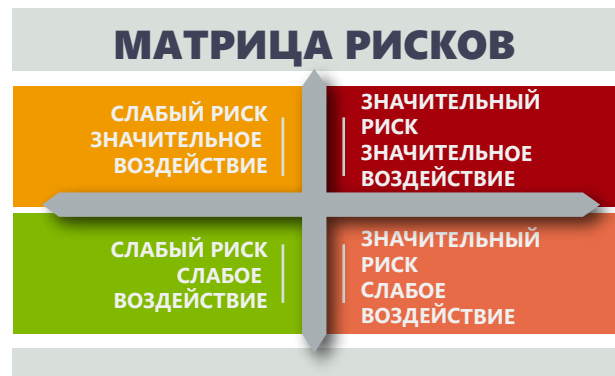 МАТРИЦА РИСКОВ
СЛАБЫЙ РИСК
ЗНАЧИТЕЛЬНОЕ
ВОЗДЕЙСТВИЕ
ЗНАЧИТЕЛЬНЫЙ
РИСК
ЗНАЧИТЕЛЬНОЕ
ВОЗДЕЙСТВИЕ
СЛАБЫЙ РИСК
СЛАБОЕ
ВОЗДЕЙСТВИЕ
ЗНАЧИТЕЛЬНЫЙ
РИСК
СЛАБОЕ
ВОЗДЕЙСТВИЕ